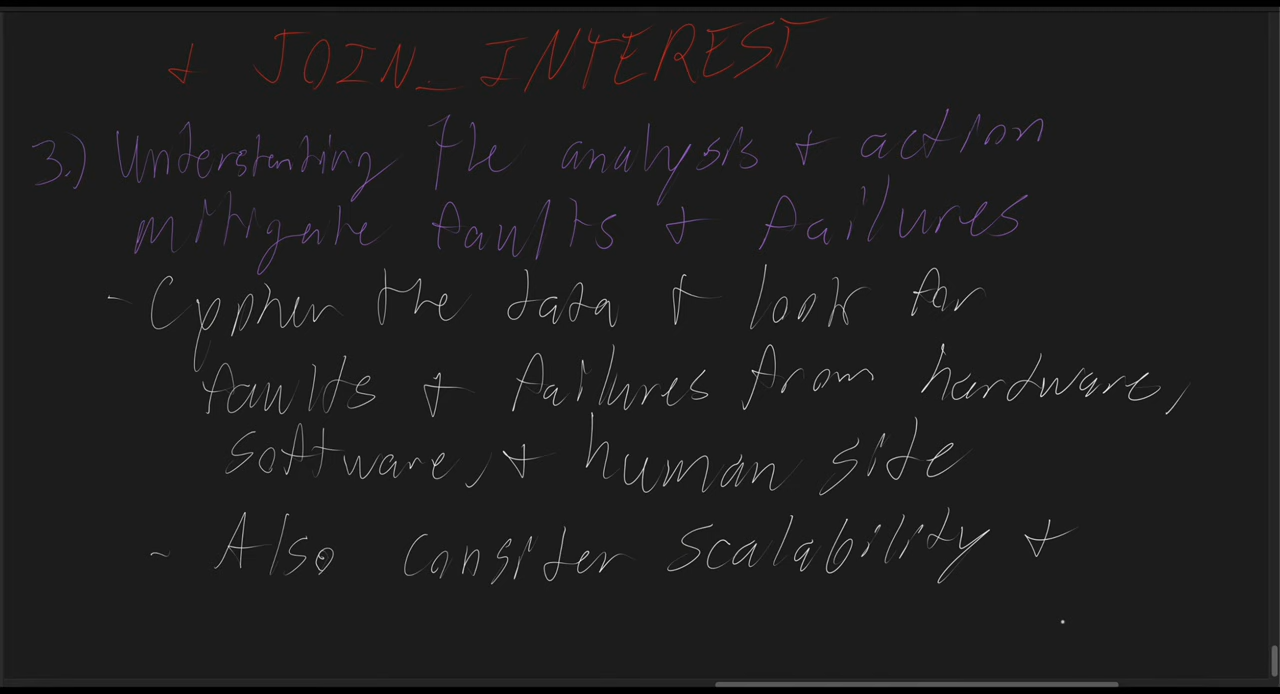 + JOIN_INTEREST
3.) Understanding the analysis + action
mitigate faults + failures
- Cypher the data + look for
faults + failures from hardware,
software, + human side
- Also consider scalability +